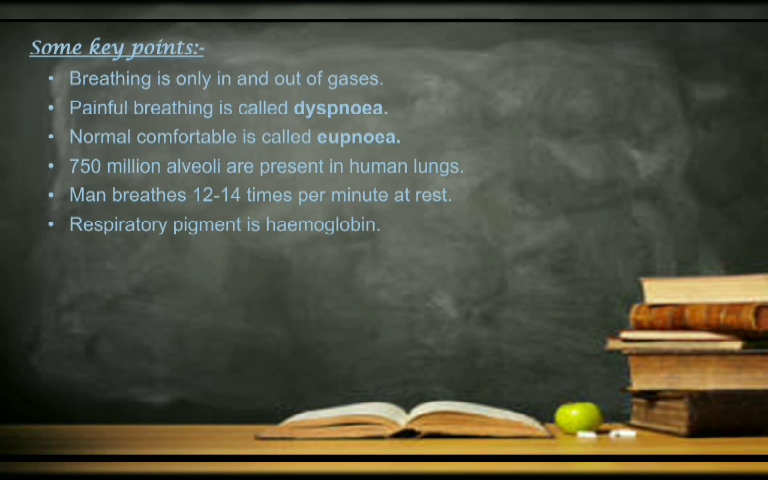 Some key points:-
• Breathing is only in and out of gases.
• Painful breathing is called dyspnoea.
• Normal comfortable is called eupnoea.
• 750 million alveoli are present in human lungs.
• Man breathes 12-14 times per minute at rest.
• Respiratory pigment is haemoglobin.